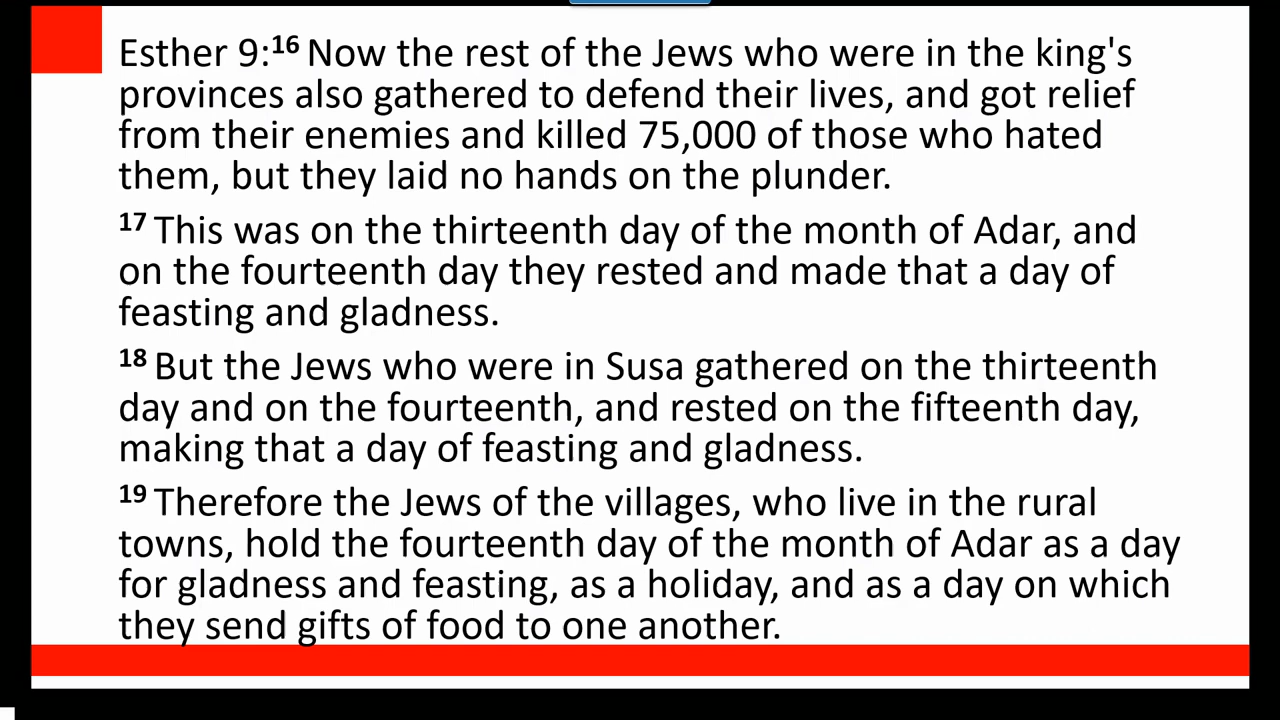 Esther 9:16 Now the rest of the Jews who were in the king's
provinces also gathered to defend their lives, and got relief
from their enemies and killed 75,000 of those who hated
them, but they laid no hands on the plunder.
17 This was on the thirteenth day of the month of Adar, and
on the fourteenth day they rested and made that a day of
feasting and gladness.
18 But the Jews who were in Susa gathered on the thirteenth
day and on the fourteenth, and rested on the fifteenth day,
making that a day of feasting and gladness.
19 Therefore the Jews of the villages, who live in the rural
towns, hold the fourteenth day of the month of Adar as a day
for gladness and feasting, as a holiday, and as a day on which
they send gifts of food to one another.